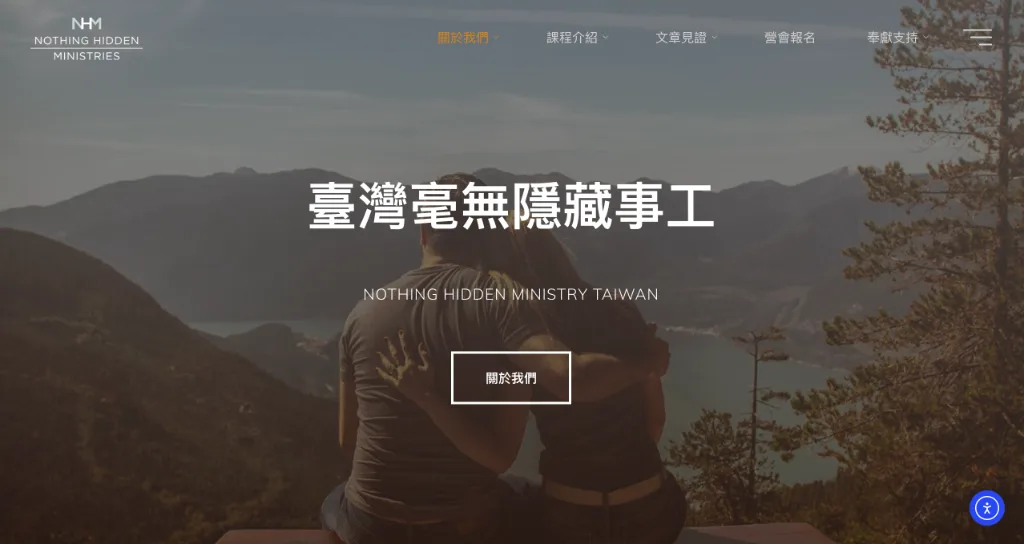 NHM
NOTHING HIDDEN
MINISTRIES
關於我們
課程介紹
文章見證
營會報名
奉獻支持
臺灣毫無隱藏事工
NOTHING HIDDEN MINISTRY TAIWAN
關於我們